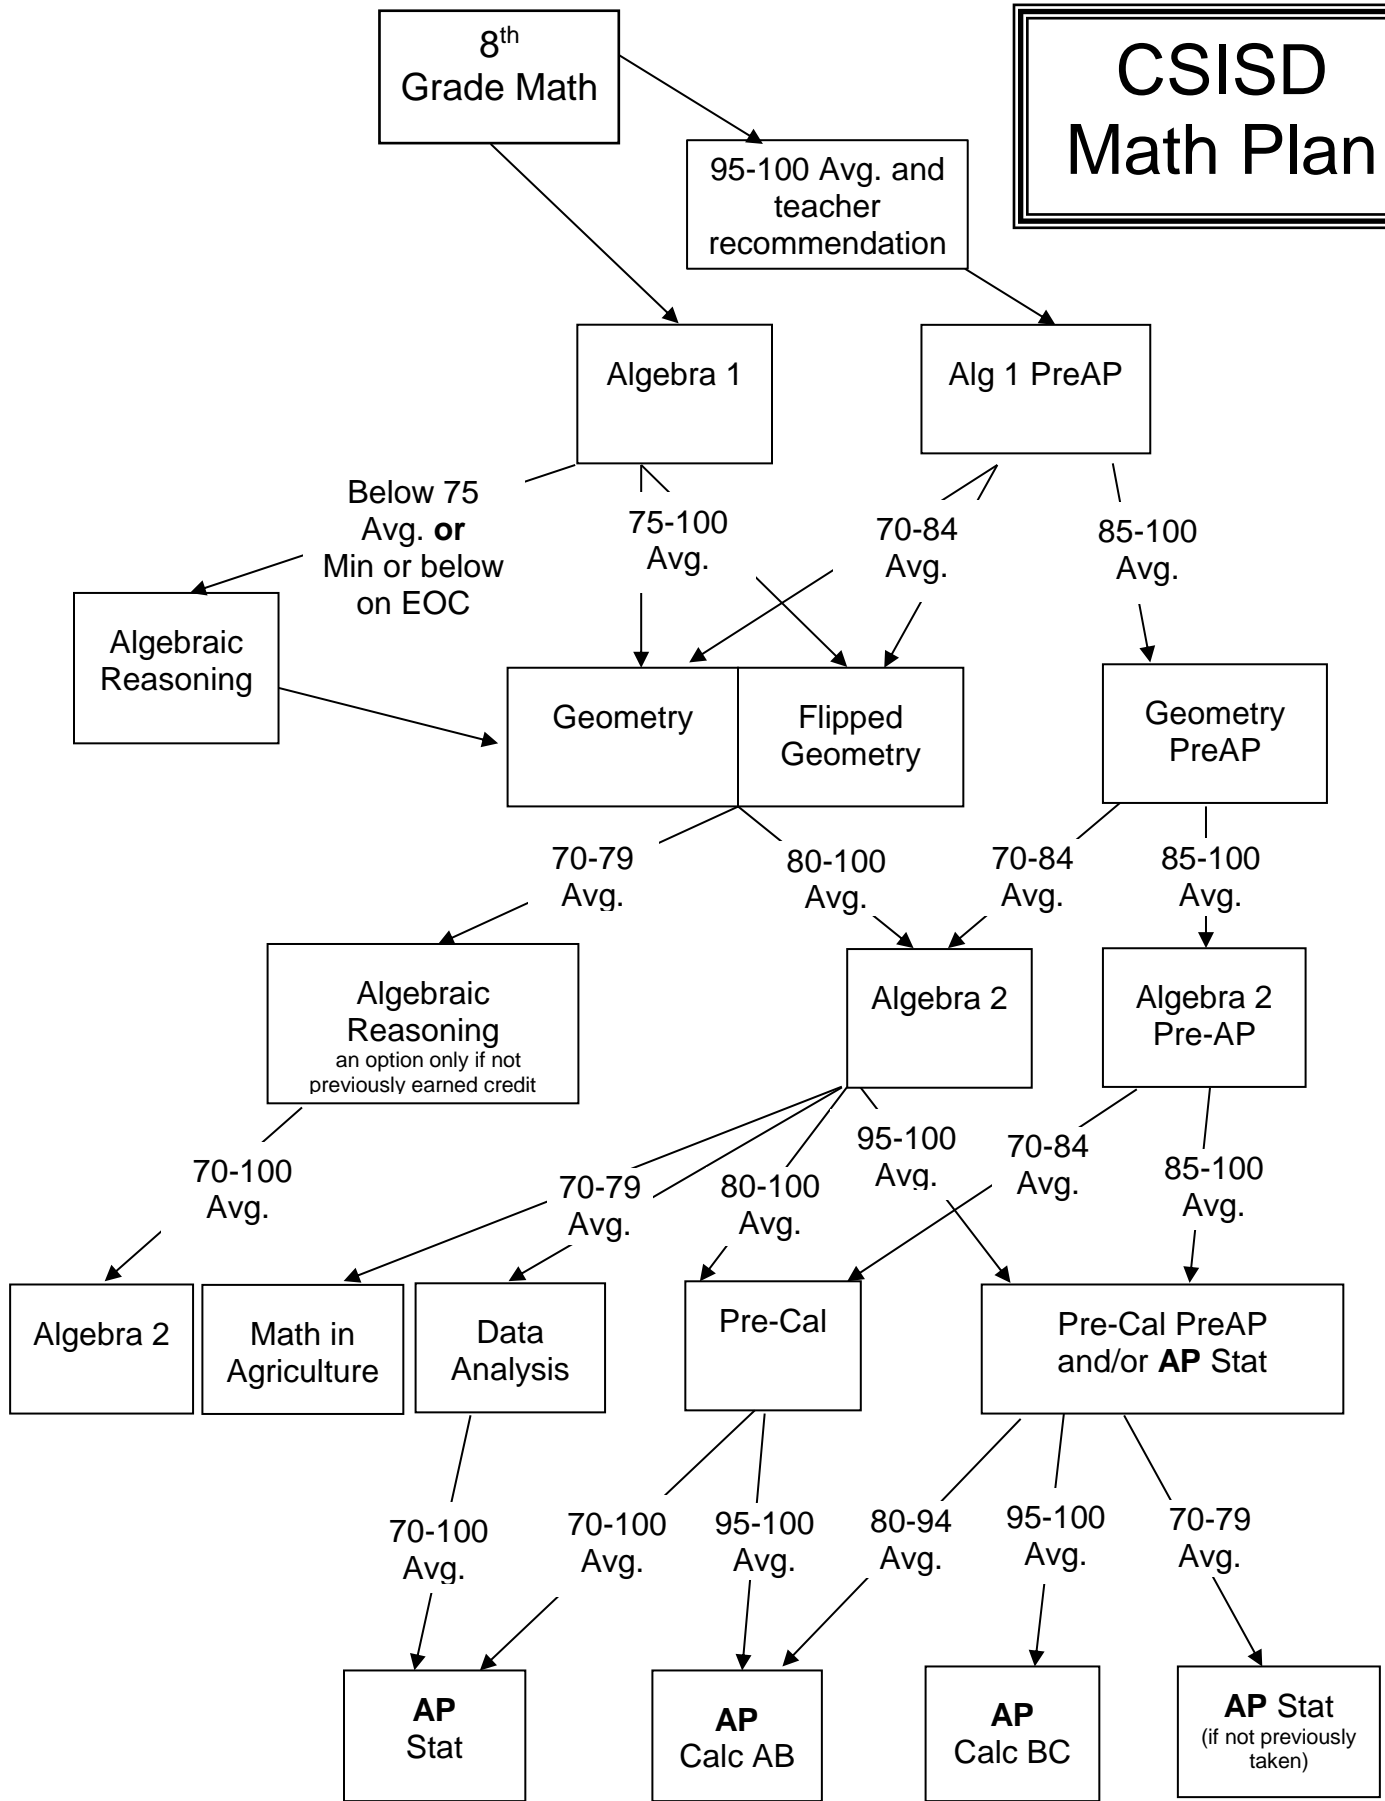 8th
Grade Math
CSISD
Math Plan
95-100 Avg. and
teacher
recommendation
Algebra 1
Alg 1 PreAP
Below 75
Avg. or
Min or below
on EOC
75-100
Avg.
70-84
Avg.
85-100
Avg.
Algebraic
Reasoning
Geometry
Flipped
Geometry
Geometry
PreAP
70-79
Avg.
80-100
Avg.
70-84
Avg.
85-100
Avg.
Algebraic
Reasoning
an option only if not
previously earned credit
Algebra 2
Algebra 2
Pre-AP
70-100
Avg.
70-79
Avg.
80-100
Avg.
95-100
Avg.
70-84
Avg.
85-100
Avg.
Algebra 2
Math in
Agriculture
Data
Analysis
Pre-Cal
Pre-Cal PreAP
and/or AP Stat
70-100
Avg.
70-100
Avg.
95-100
Avg.
80-94
Avg.
95-100
Avg.
70-79
Avg.
AP
Stat
AP
Calc AB
AP
Calc BC
AP Stat
(if not previously
taken)